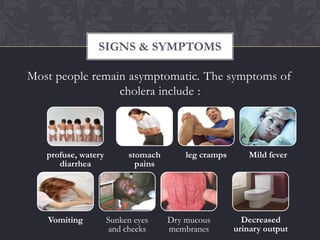 SIGNS & SYMPTOMS
Most people remain asymptomatic. The symptoms of
cholera include :
profuse, watery
diarrhea
stomach
pains
leg cramps
Mild fever
Vomiting
Sunken eyes
and cheeks
Dry mucous
membranes
Decreased
urinary output